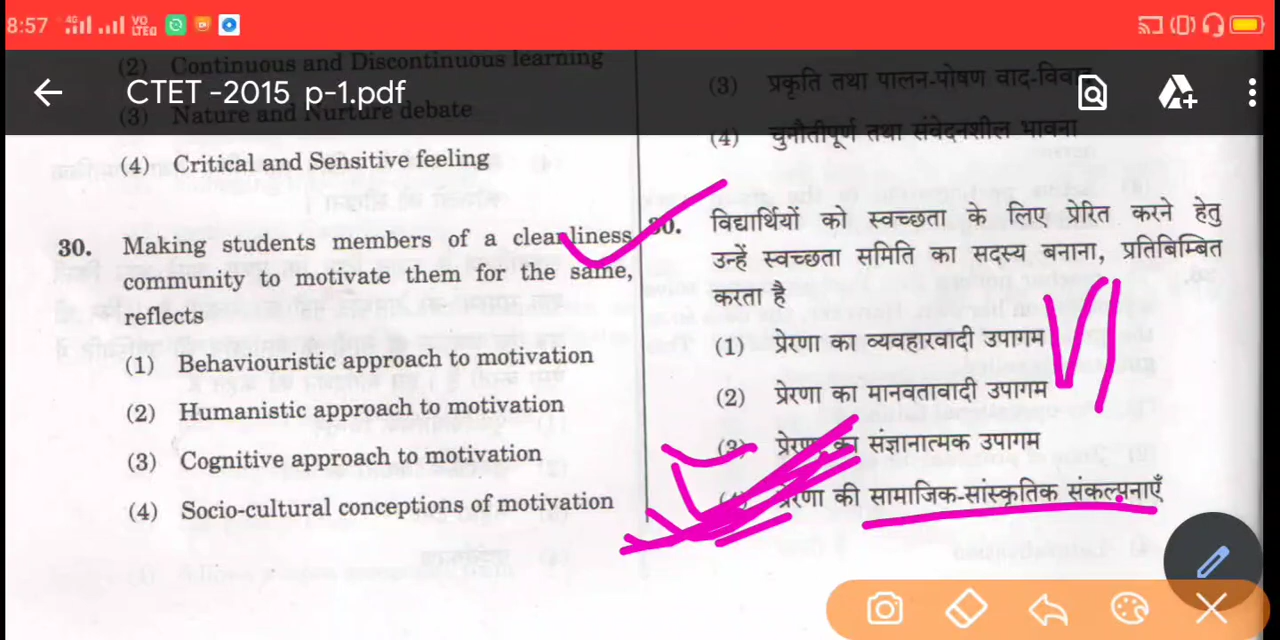 8:57
4G
VO
LTEQ
CTET -2015 p-1.pdf
(2) Continuous and Discontinuous learning
(3) Nature and Nurture debate
(4) Critical and Sensitive feeling
30. Making students members of a cleanliness
community to motivate them for the same,
reflects
(1) Behaviouristic approach to motivation
(2) Humanistic approach to motivation
(3) Cognitive approach to motivation
(4) Socio-cultural conceptions of motivation
(3) प्रकृति तथा पालन-पोषण वाद-विवाद
(4) चुनौतीपूर्ण तथा संवेदनशील भावना
30. विद्यार्थियों को स्वच्छता के लिए प्रेरित करने हेतु
उन्हें स्वच्छता समिति का सदस्य बनाना, प्रतिबिम्बित
करता है
(1) प्रेरणा का व्यवहारवादी उपागम
(2) प्रेरणा का मानवतावादी उपागम
(3) प्रेरणा का संज्ञानात्मक उपागम
(4) प्रेरणा की सामाजिक-सांस्कृतिक संकल्पनाएँ